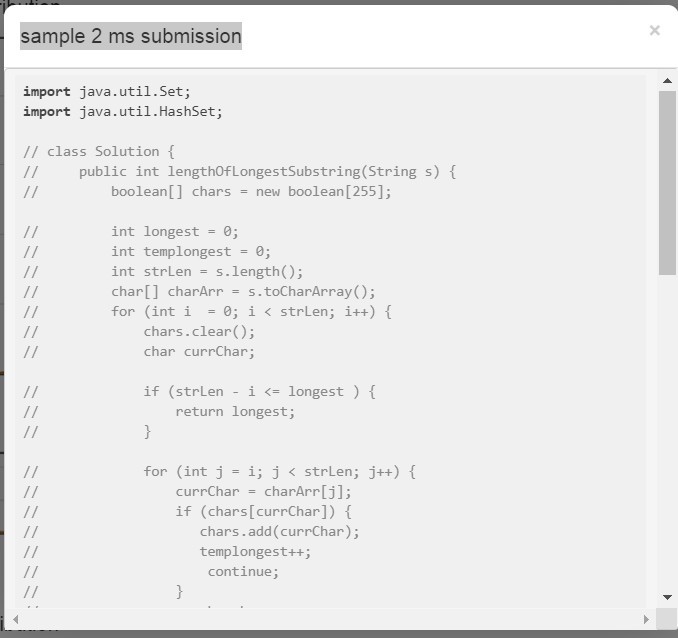 sample 2 ms submission
×
import java.util.Set;
import java.util.HashSet;
// class Solution {
//     public int lengthOfLongestSubstring(String s) {
//         boolean[] chars = new boolean[255];
//         int longest = 0;
//         int templongest = 0;
//         int strLen = s.length();
//         char[] charArr = s.toCharArray();
//         for (int i  = 0; i < strLen; i++) {
//             chars.clear();
//             char currChar;
//             if (strLen - i <= longest ) {
//                 return longest;
//             }
//             for (int j = i; j < strLen; j++) {
//                 currChar = charArr[j];
//                 if (chars[currChar]) {
//                    chars.add(currChar);
//                    templongest++;
//                     continue;
//                 }